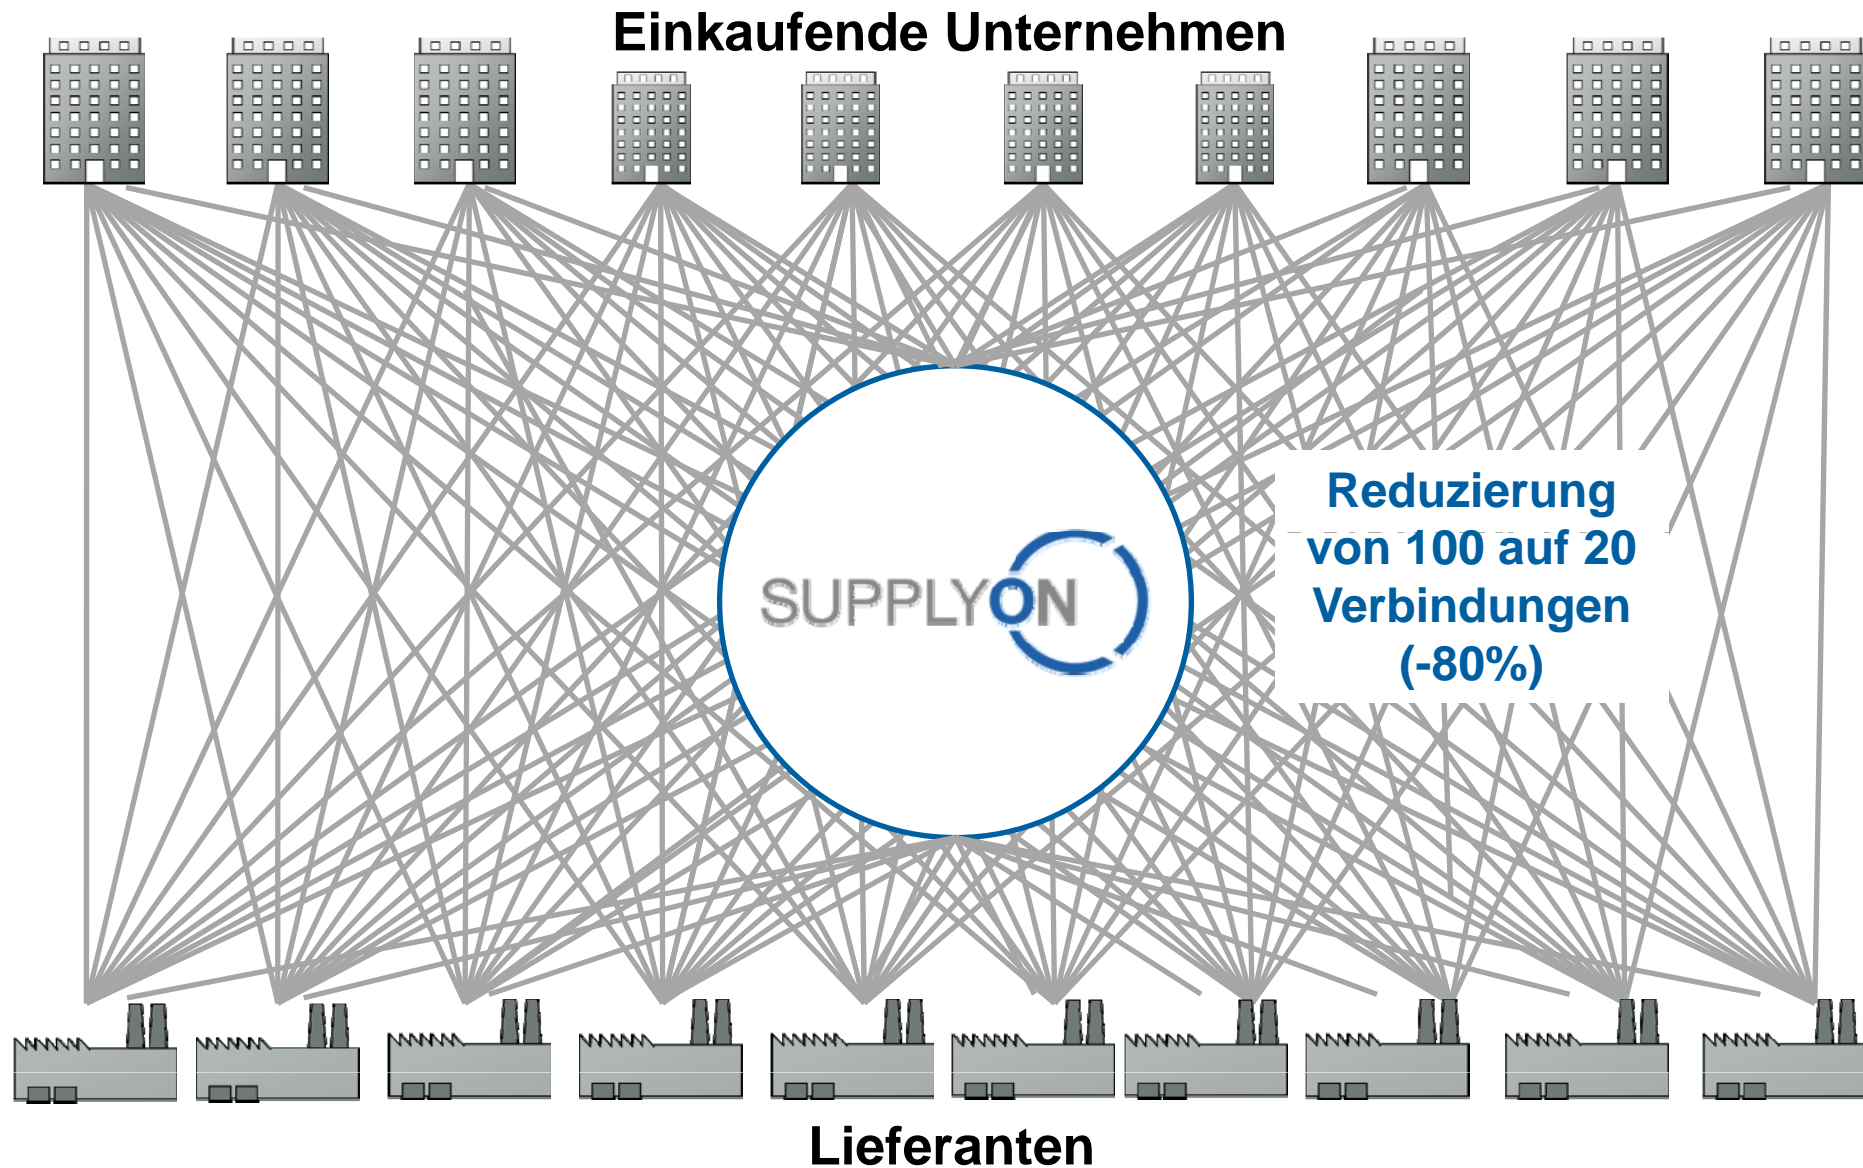 Einkaufende Unternehmen
SUPPLYON
Reduzierung
von 100 auf 20
Verbindungen
(-80%)
Lieferanten